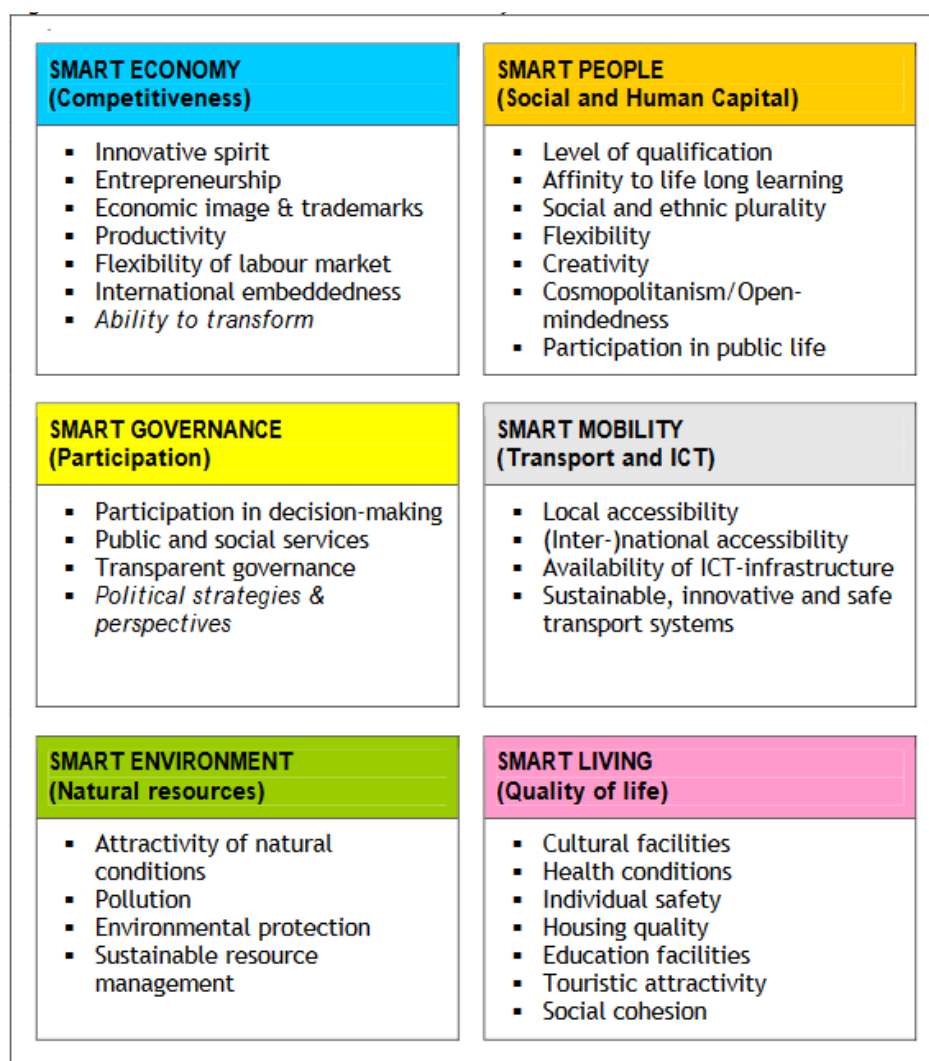 SMART ECONOMY
(Competitiveness)
▪ Innovative spirit
▪ Entrepreneurship
▪ Economic image & trademarks
▪ Productivity
▪ Flexibility of labour market
▪ International embeddedness
▪ Ability to transform
SMART PEOPLE
(Social and Human Capital)
▪ Level of qualification
▪ Affinity to life long learning
▪ Social and ethnic plurality
▪ Flexibility
▪ Creativity
▪ Cosmopolitanism/Open-
mindedness
▪ Participation in public life
SMART GOVERNANCE
(Participation)
▪ Participation in decision-making
▪ Public and social services
▪ Transparent governance
▪ Political strategies &
perspectives
SMART MOBILITY
(Transport and ICT)
▪ Local accessibility
▪ (Inter-)national accessibility
▪ Availability of ICT-infrastructure
▪ Sustainable, innovative and safe
transport systems
SMART ENVIRONMENT
(Natural resources)
▪ Attractivity of natural
conditions
▪ Pollution
▪ Environmental protection
▪ Sustainable resource
management
SMART LIVING
(Quality of life)
▪ Cultural facilities
▪ Health conditions
▪ Individual safety
▪ Housing quality
▪ Education facilities
▪ Touristic attractivity
▪ Social cohesion